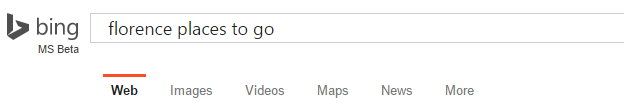 bing florence places to go
MS Beta
Web Images Videos Maps News More